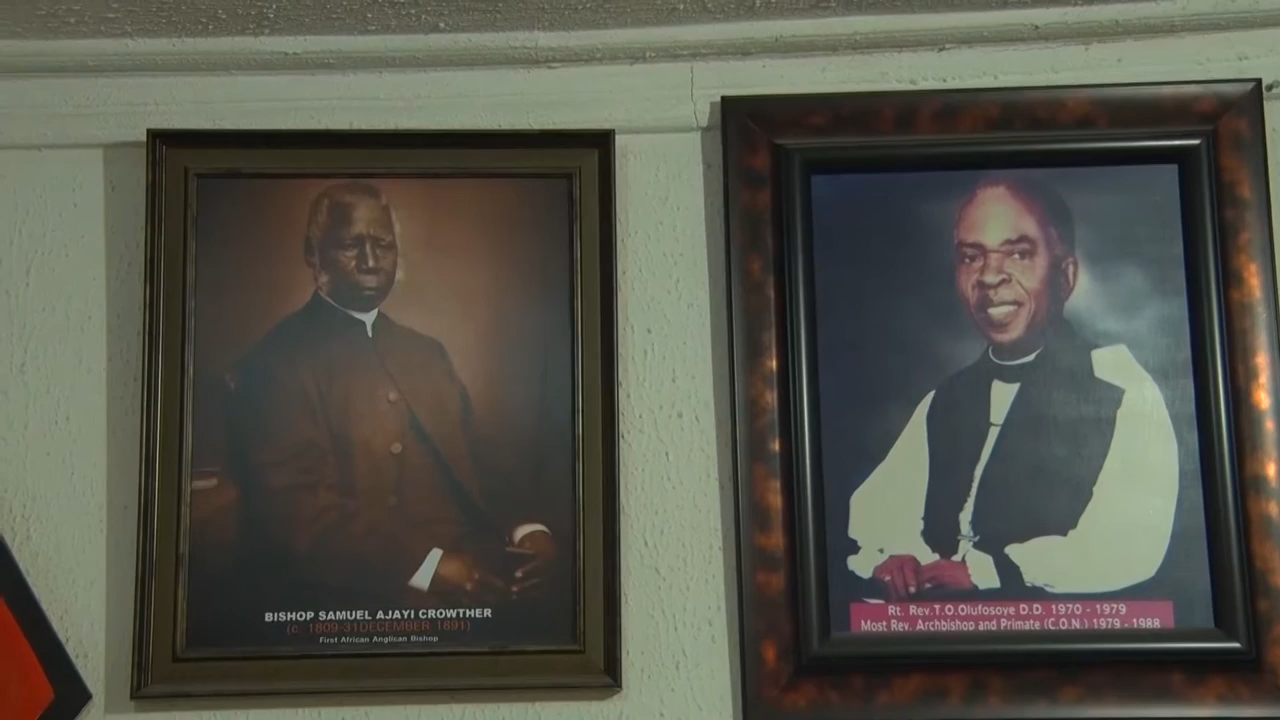 BISHOP SAMUEL AJAYI CROWTHER
(c. 1809-31DECEMBER 1891)
First African Anglican Bishop
Rt. Rev.T.O.Olufosoye D.D. 1970 - 1979
Most Rev. Archbishop and Primate (C.O.N.) 1979 - 1988